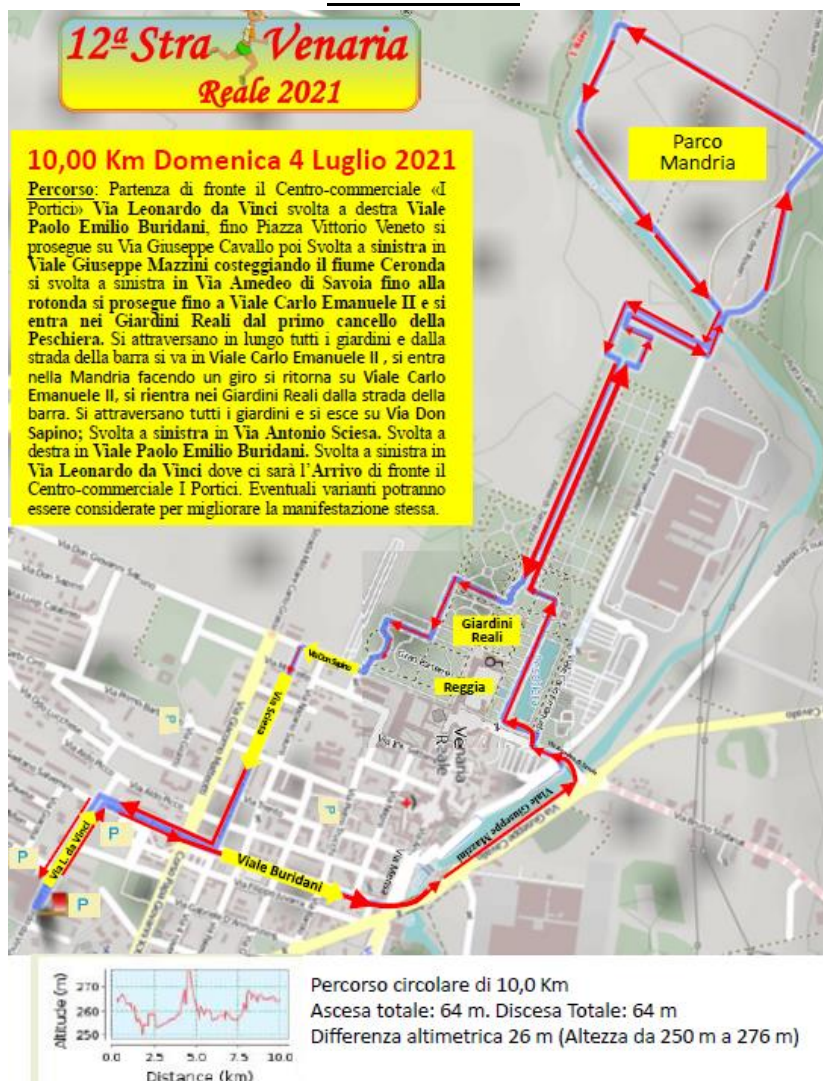 12ª Stra Venaria
Reale 2021
10,00 Km Domenica 4 Luglio 2021
Percorso: Partenza di fronte il Centro-commerciale «I
Portici» Via Leonardo da Vinci svolta a destra Viale
Paolo Emilio Buridani, fino Piazza Vittorio Veneto si
prosegue su Via Giuseppe Cavallo poi Svolta a sinistra in
Viale Giuseppe Mazzini costeggiando il fiume Ceronda
si svolta a sinistra in Via Amedeo di Savoia fino alla
rotonda si prosegue fino a Viale Carlo Emanuele II e si
entra nei Giardini Reali dal primo cancello della
Peschiera. Si attraversano in lungo tutti i giardini e dalla
strada della barra si va in Viale Carlo Emanuele II , si entra
nella Mandria facendo un giro si ritorna su Viale Carlo
Emanuele II, si rientra nei Giardini Reali dalla strada della
barra. Si attraversano tutti i giardini e si esce su Via Don
Sapino; Svolta a sinistra in Via Antonio Sciesa. Svolta a
destra in Viale Paolo Emilio Buridani. Svolta a sinistra in
Via Leonardo da Vinci dove ci sarà l'Arrivo di fronte il
Centro-commerciale I Portici. Eventuali varianti potranno
essere considerate per migliorare la manifestazione stessa.
Parco
Mandria
Giardini
Reali
Reggia
Via Don Sapino
Via Sciesa
Venaria
Reale
Viale Giuseppe Mazzini
Via Don Sapino
P
P
P
P
P
Via L. da Vinci
Viale Buridani
Altitude (m)
270
260
250
0.0 2.5 5.0 7.5 10.0
Distance (km)
Percorso circolare di 10,0 Km
Ascesa totale: 64 m. Discesa Totale: 64 m
Differenza altimetrica 26 m (Altezza da 250 m a 276 m)